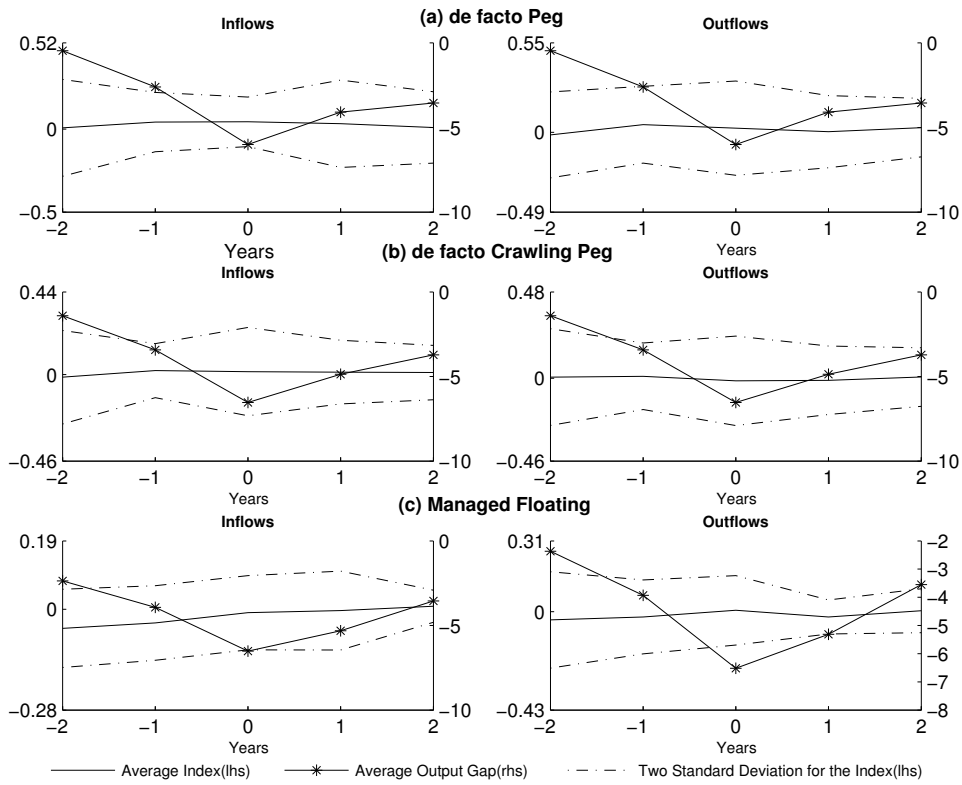 (a) de facto Peg
Inflows
0.52
0
−0.5
0
−5
−10
−2 −1 0 1 2
Years
Outflows
0.55
0
−0.49
0
−5
−10
−2 −1 0 1 2
Years
(b) de facto Crawling Peg
Inflows
0.44
0
−0.46
0
−5
−10
−2 −1 0 1 2
Years
Outflows
0.48
0
−0.46
0
−5
−10
−2 −1 0 1 2
Years
(c) Managed Floating
Inflows
0.19
0
−0.28
0
−5
−10
−2 −1 0 1 2
Years
Outflows
0.31
0
−0.43
−2
−3
−4
−5
−6
−7
−8
−2 −1 0 1 2
Years
Average Index(lhs) Average Output Gap(rhs) Two Standard Deviation for the Index(lhs)